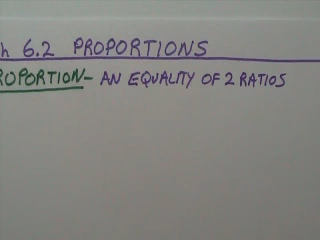 h 6.2 PROPORTIONS
ROPORTION- AN EQUALITY OF 2 RATIOS